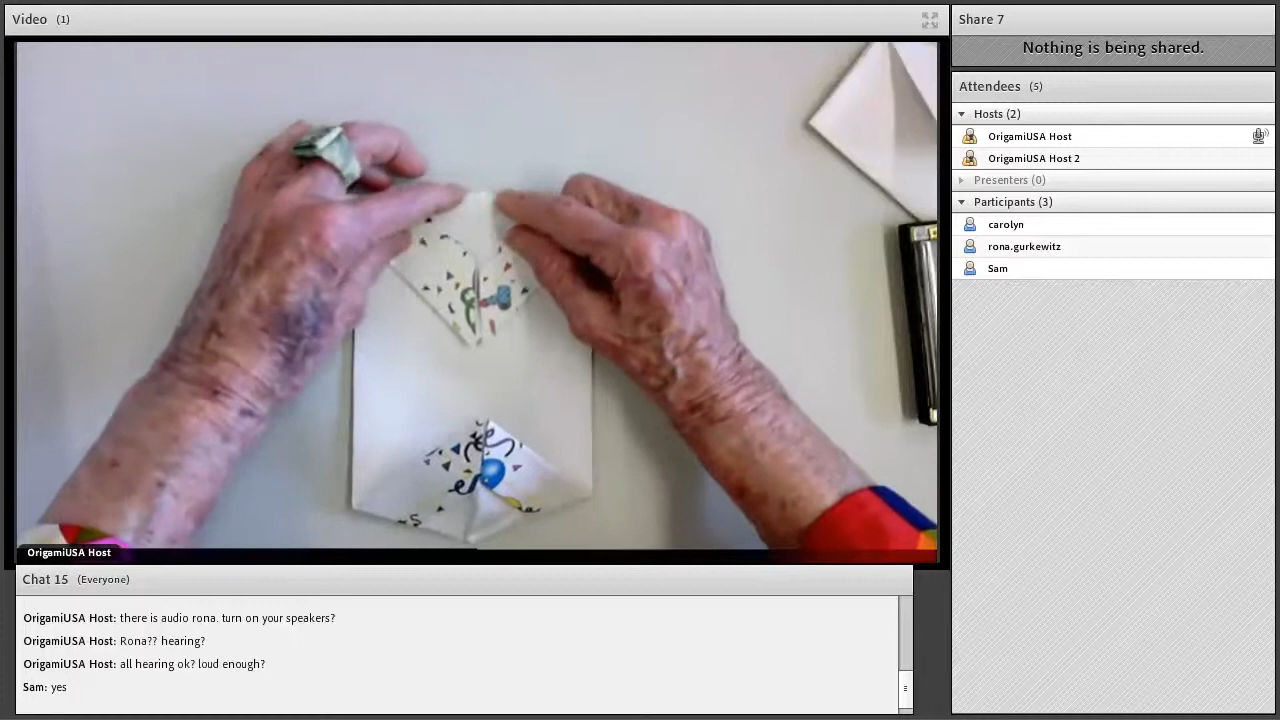 Video (1)
OrigamiUSA Host
Chat 15 (Everyone)
OrigamiUSA Host: there is audio rona. turn on your speakers?
OrigamiUSA Host: Rona?? hearing?
OrigamiUSA Host: all hearing ok? loud enough?
Sam: yes
Share 7
Nothing is being shared.
Attendees (5)
Hosts (2)
OrigamiUSA Host
OrigamiUSA Host 2
Presenters (0)
Participants (3)
carolyn
rona.gurkewitz
Sam